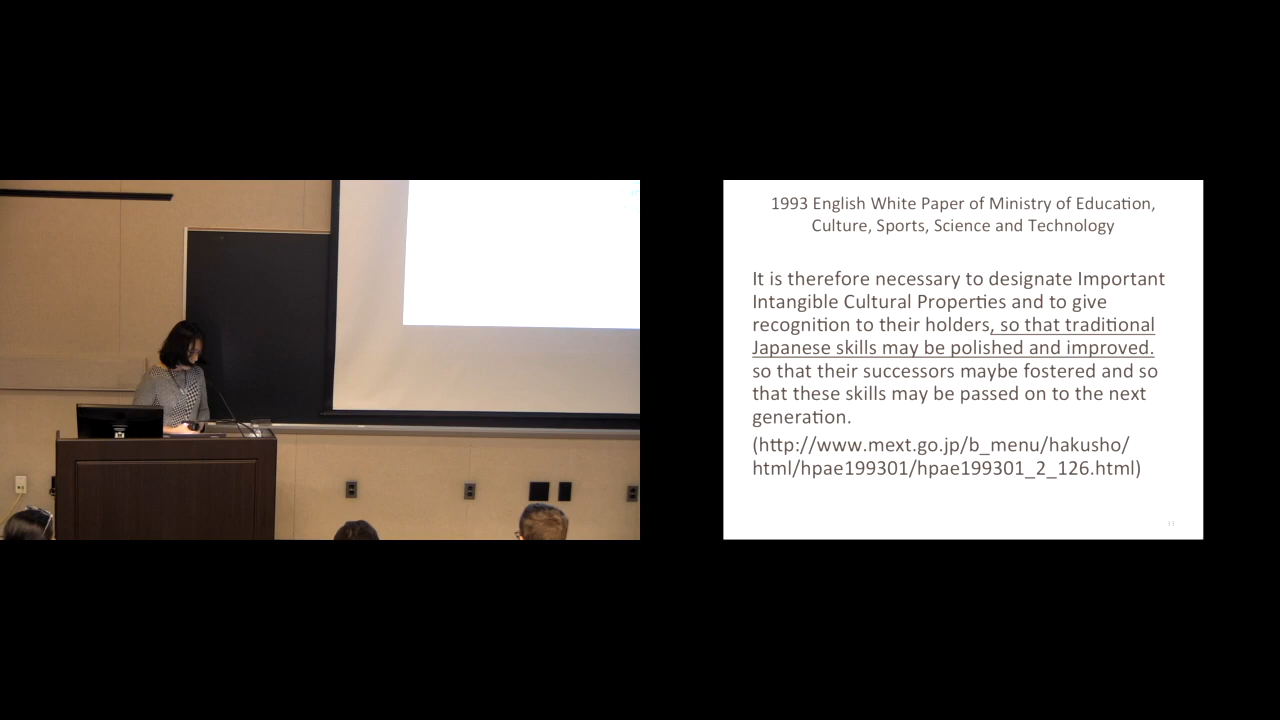 1993 English White Paper of Ministry of Education,
Culture, Sports, Science and Technology
It is therefore necessary to designate Important
Intangible Cultural Properties and to give
recognition to their holders, so that traditional
Japanese skills may be polished and improved.
so that their successors maybe fostered and so
that these skills may be passed on to the next
generation.
(http://www.mext.go.jp/b_menu/hakusho/
html/hpae199301/hpae199301_2_126.html)